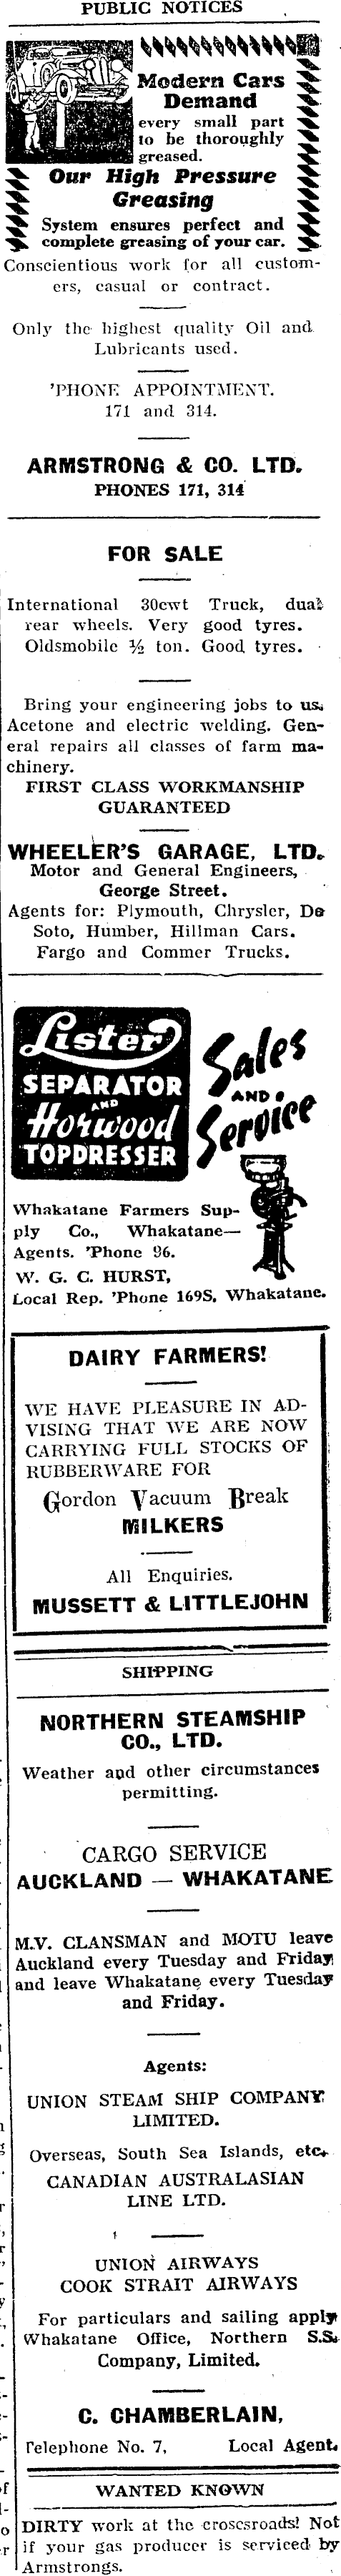 PUBLIC NOTICES
Modern Cars
Demand
every small part
to be thoroughly
greased.
Our High Pressure
Greasing
System ensures perfect and
complete greasing of your car.
Conscientious work for all custom-
ers, casual or contract.
Only the highest quality Oil and
Lubricants used.
'PHONE APPOINTMENT.
171 and 314.
ARMSTRONG & CO. LTD.
PHONES 171, 314
FOR SALE
International 30cwt Truck, dual
rear wheels. Very good tyres.
Oldsmobile ½ ton. Good tyres.
Bring your engineering jobs to us.
Acetone and electric welding. Gen-
eral repairs all classes of farm ma-
chinery.
FIRST CLASS WORKMANSHIP
GUARANTEED
WHEELER'S GARAGE, LTD.
Motor and General Engineers,
George Street.
Agents for: Plymouth, Chrysler, De
Soto, Humber, Hillman Cars.
Fargo and Commer Trucks.
Lister
SEPARATOR
AND
Horwood
TOPDRESSER
Sales
AND
Service
Whakatane Farmers Sup-
ply Co., Whakatane—
Agents. 'Phone 96.
W. G. C. HURST,
Local Rep. 'Phone 169S, Whakatane.
DAIRY FARMERS!
WE HAVE PLEASURE IN AD-
VISING THAT WE ARE NOW
CARRYING FULL STOCKS OF
RUBBERWARE FOR
Gordon Vacuum Break
MILKERS
All Enquiries.
MUSSETT & LITTLEJOHN
SHIPPING
NORTHERN STEAMSHIP
CO., LTD.
Weather and other circumstances
permitting.
CARGO SERVICE
AUCKLAND — WHAKATANE
M.V. CLANSMAN and MOTU leave
Auckland every Tuesday and Friday
and leave Whakatane every Tuesday
and Friday.
Agents:
UNION STEAM SHIP COMPANY
LIMITED.
Overseas, South Sea Islands, etc.
CANADIAN AUSTRALASIAN
LINE LTD.
UNION AIRWAYS
COOK STRAIT AIRWAYS
For particulars and sailing apply
Whakatane Office, Northern S.S.
Company, Limited.
C. CHAMBERLAIN,
Telephone No. 7, Local Agent.
WANTED KNOWN
DIRTY work at the croscsroads! Not
if your gas producer is serviced by
Armstrongs.